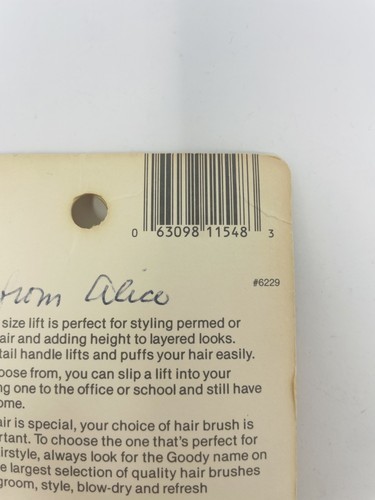 0 63098 11548 3
from Alice
#6229
size lift is perfect for styling permed or
air and adding height to layered looks.
tail handle lifts and puffs your hair easily.
oose from, you can slip a lift into your
ng one to the office or school and still have
ome.
air is special, your choice of hair brush is
rtant. To choose the one that's perfect for
airstyle, always look for the Goody name on
e largest selection of quality hair brushes
groom, style, blow-dry and refresh